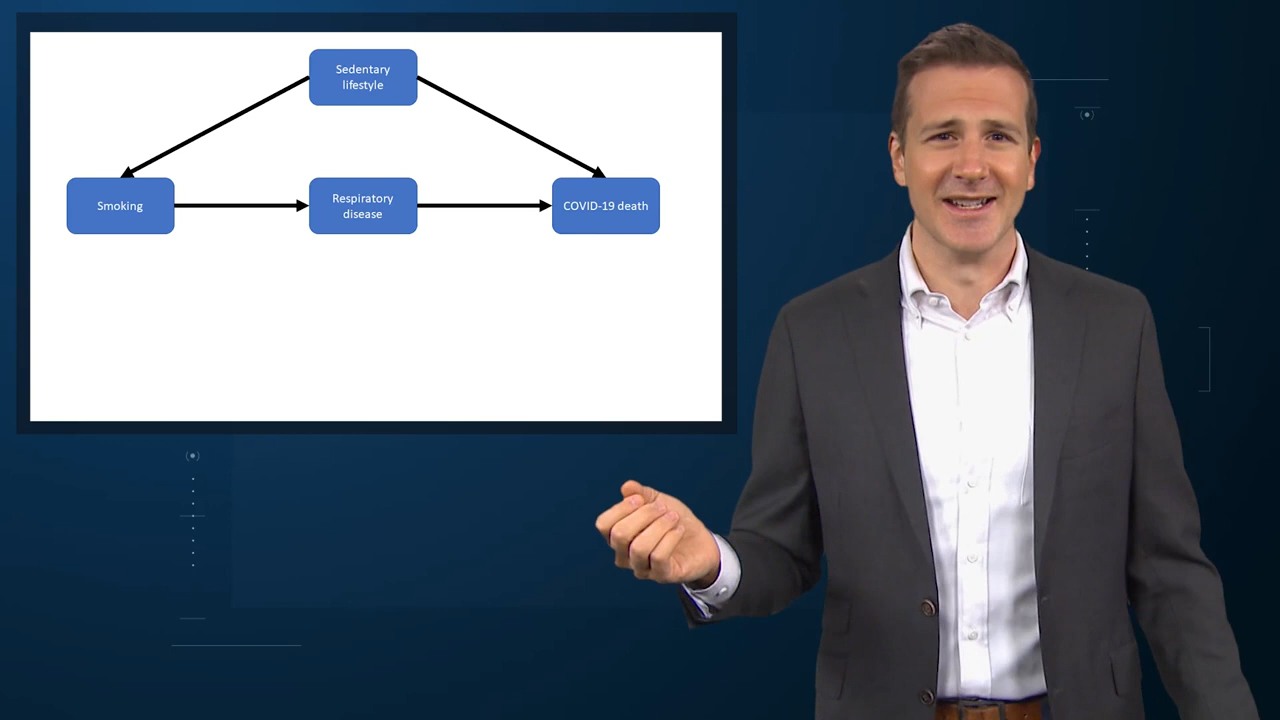 Sedentary
lifestyle
Smoking
Respiratory
disease
COVID-19 death